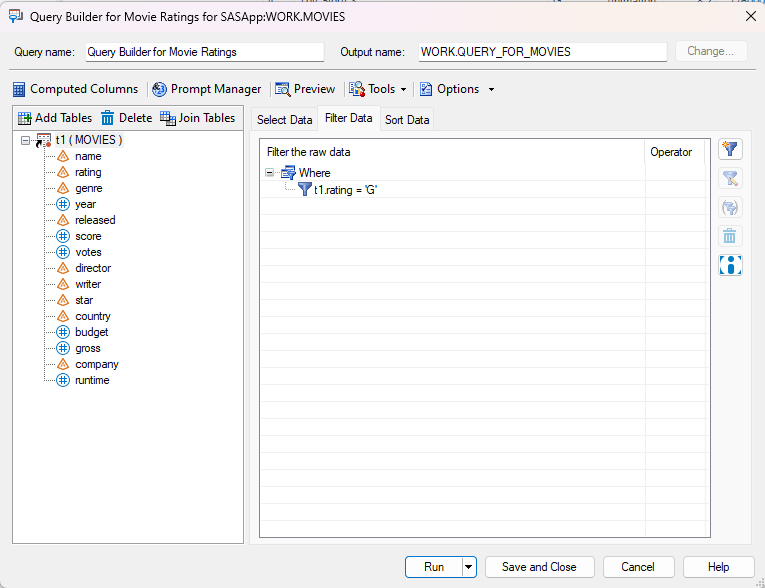 Query Builder for Movie Ratings for SASApp:WORK.MOVIES
Query name: Query Builder for Movie Ratings Output name: WORK.QUERY_FOR_MOVIES Change...
Computed Columns Prompt Manager Preview Tools Options
Add Tables Delete Join Tables
Select Data Filter Data Sort Data
t1 ( MOVIES )
name
rating
genre
year
released
score
votes
director
writer
star
country
budget
gross
company
runtime
Filter the raw data Operator
Where
t1.rating = 'G'
Run Save and Close Cancel Help